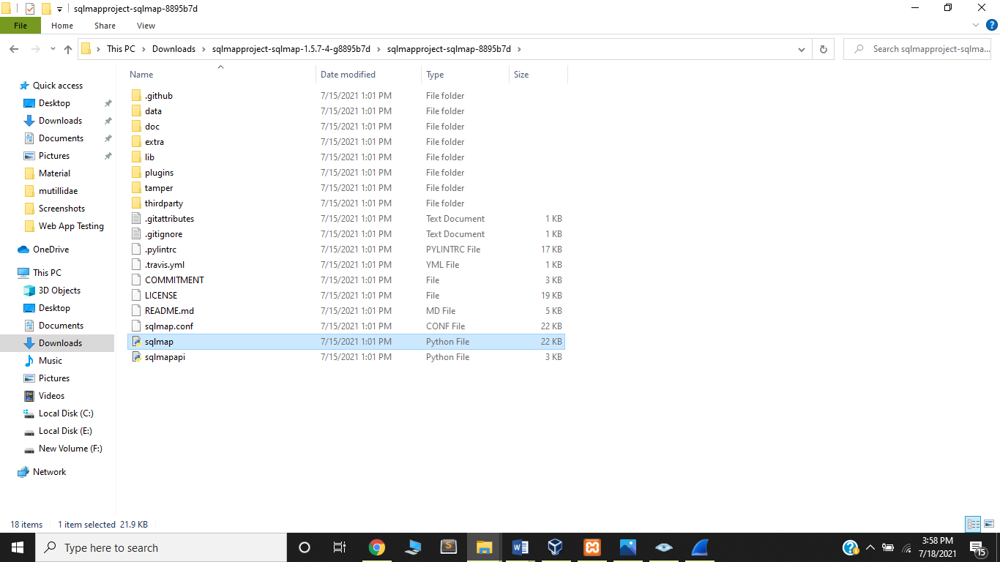 sqlmapproject-sqlmap-8895b7d
File Home Share View
This PC Downloads sqlmapproject-sqlmap-1.5.7-4-g8895b7d sqlmapproject-sqlmap-8895b7d
Search sqlmapproject-sqlma...
Quick access
Desktop
Downloads
Documents
Pictures
Material
mutillidae
Screenshots
Web App Testing
OneDrive
This PC
3D Objects
Desktop
Documents
Downloads
Music
Pictures
Videos
Local Disk (C:)
Local Disk (E:)
New Volume (F:)
Network
Name Date modified Type Size
.github 7/15/2021 1:01 PM File folder
data 7/15/2021 1:01 PM File folder
doc 7/15/2021 1:01 PM File folder
extra 7/15/2021 1:01 PM File folder
lib 7/15/2021 1:01 PM File folder
plugins 7/15/2021 1:01 PM File folder
tamper 7/15/2021 1:01 PM File folder
thirdparty 7/15/2021 1:01 PM File folder
.gitattributes 7/15/2021 1:01 PM Text Document 1 KB
.gitignore 7/15/2021 1:01 PM Text Document 1 KB
.pylintrc 7/15/2021 1:01 PM PYLINTRC File 17 KB
.travis.yml 7/15/2021 1:01 PM YML File 1 KB
COMMITMENT 7/15/2021 1:01 PM File 3 KB
LICENSE 7/15/2021 1:01 PM File 19 KB
README.md 7/15/2021 1:01 PM MD File 5 KB
sqlmap.conf 7/15/2021 1:01 PM CONF File 22 KB
sqlmap 7/15/2021 1:01 PM Python File 22 KB
sqlmapapi 7/15/2021 1:01 PM Python File 3 KB
18 items 1 item selected 21.9 KB
Type here to search
3:58 PM
7/18/2021
15